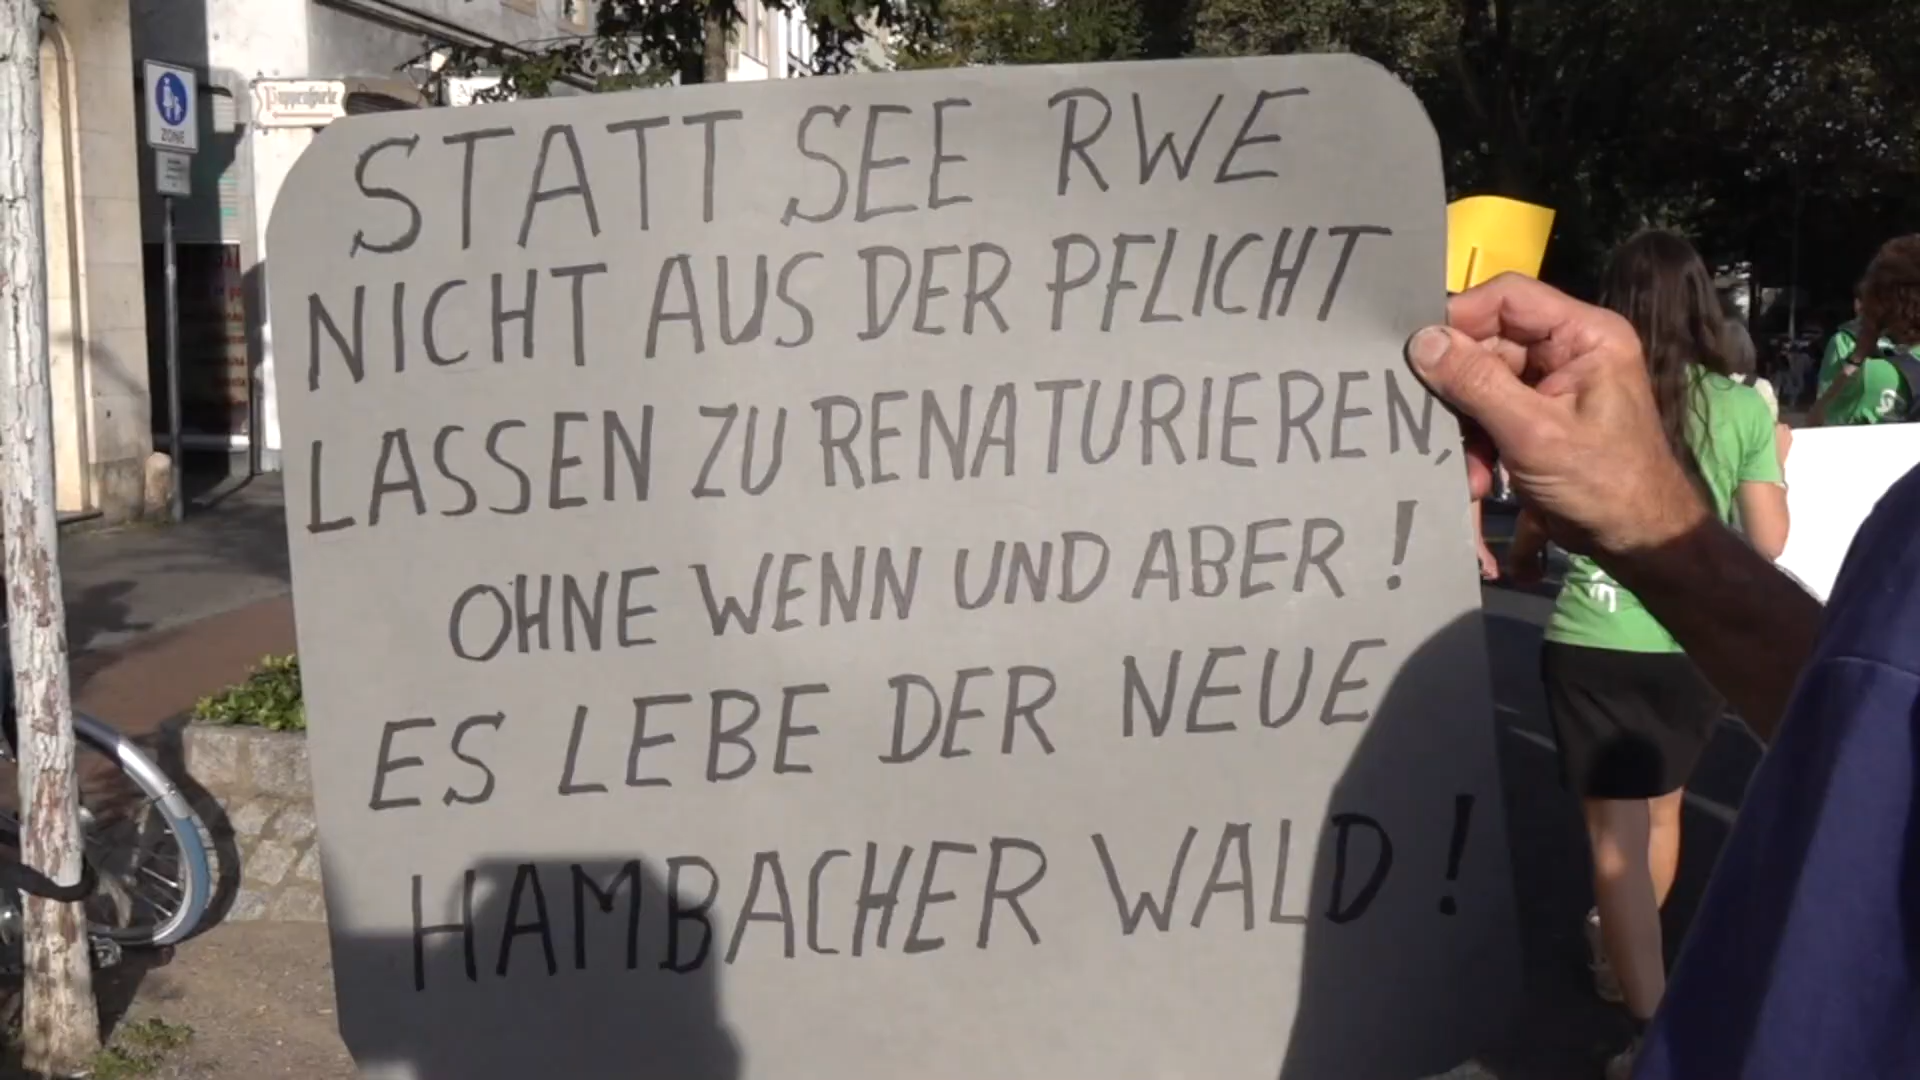 STATT SEE RWE
NICHT AUS DER PFLICHT
LASSEN ZU RENATURIEREN,
OHNE WENN UND ABER!
ES LEBE DER NEUE
HAMBACHER WALD!
ZONE